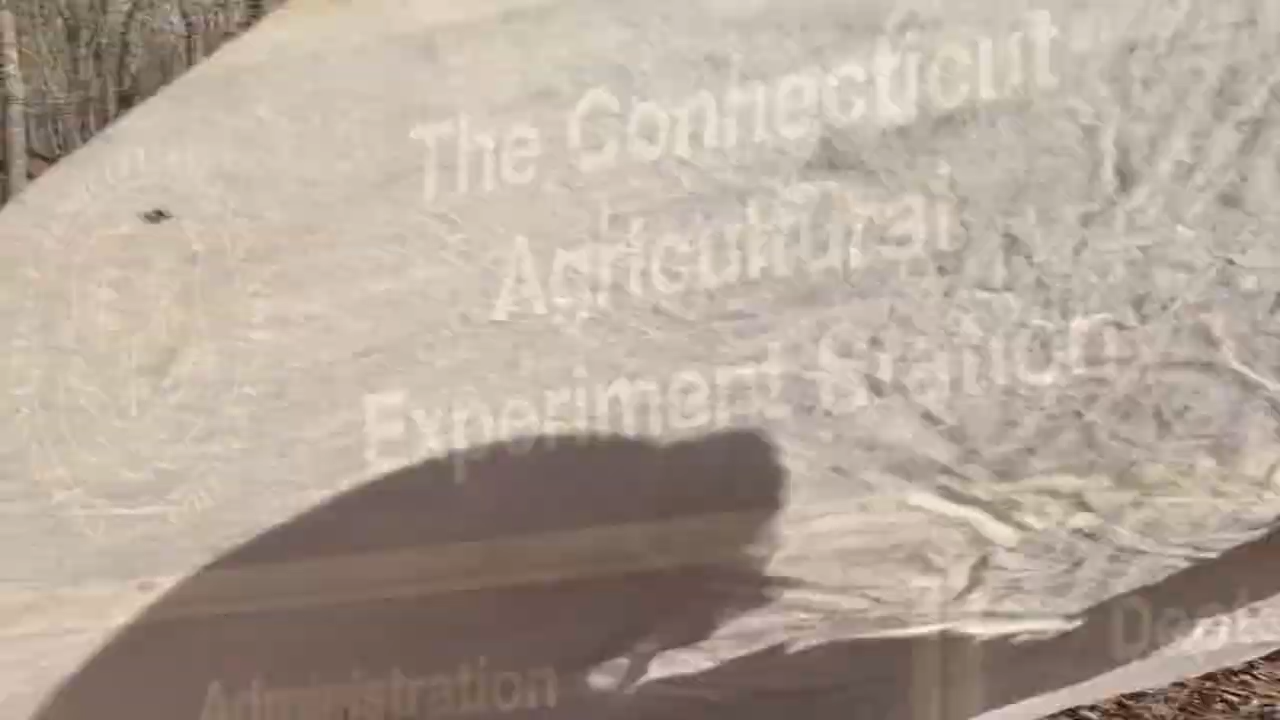 The Connecticut
Agricultural
Experiment Station
Administration